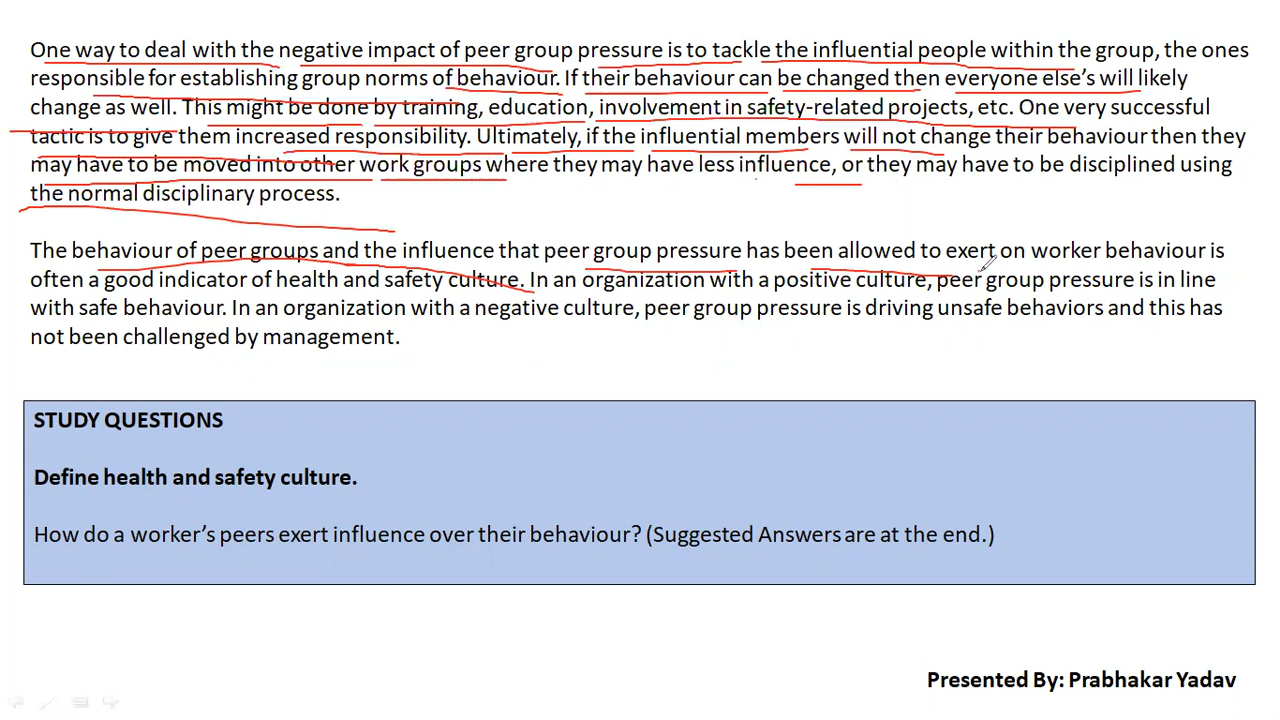 One way to deal with the negative impact of peer group pressure is to tackle the influential people within the group, the ones
responsible for establishing group norms of behaviour. If their behaviour can be changed then everyone else's will likely
change as well. This might be done by training, education, involvement in safety-related projects, etc. One very successful
tactic is to give them increased responsibility. Ultimately, if the influential members will not change their behaviour then they
may have to be moved into other work groups where they may have less influence, or they may have to be disciplined using
the normal disciplinary process.
The behaviour of peer groups and the influence that peer group pressure has been allowed to exert on worker behaviour is
often a good indicator of health and safety culture. In an organization with a positive culture, peer group pressure is in line
with safe behaviour. In an organization with a negative culture, peer group pressure is driving unsafe behaviors and this has
not been challenged by management.
STUDY QUESTIONS
Define health and safety culture.
How do a worker's peers exert influence over their behaviour? (Suggested Answers are at the end.)
Presented By: Prabhakar Yadav